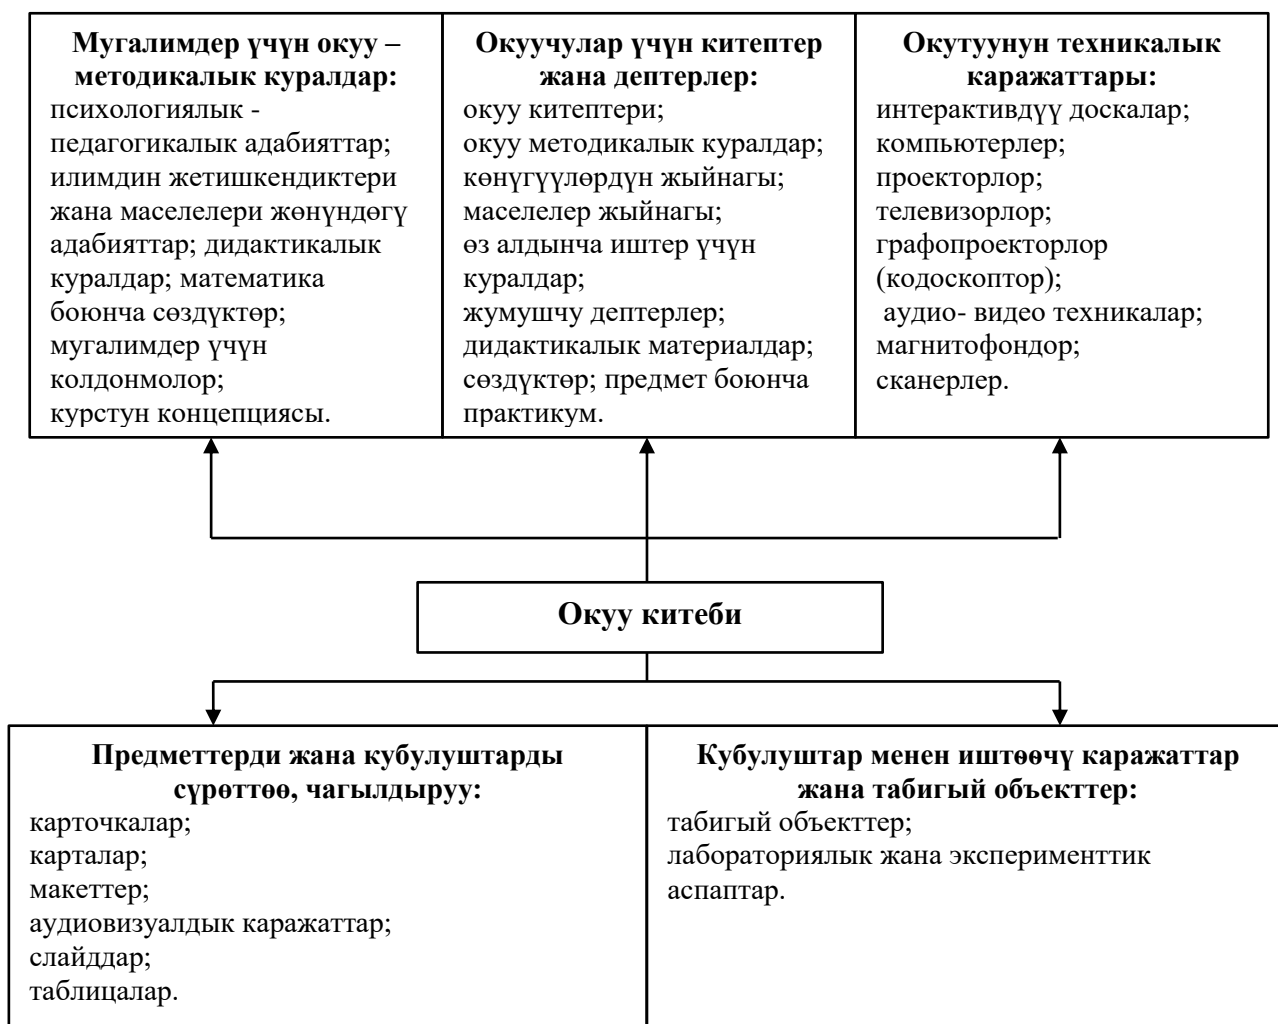 Мугалимдер үчүн окуу –
методикалык куралдар:
психологиялык -
педагогикалык адабияттар;
илимдин жетишкендиктери
жана маселелери жөнүндөгү
адабияттар; дидактикалык
куралдар; математика
боюнча сөздүктөр;
мугалимдер үчүн
колдонмолор;
курстун концепциясы.
Окуучулар үчүн китептер
жана дептерлер:
окуу китептери;
окуу методикалык куралдар;
көнүгүүлөрдүн жыйнагы;
маселелер жыйнагы;
өз алдынча иштер үчүн
куралдар;
жумушчу дептерлер;
дидактикалык материалдар;
сөздүктөр; предмет боюнча
практикум.
Окутуунун техникалык
каражаттары:
интерактивдүү доскалар;
компьютерлер;
проекторлор;
телевизорлор;
графопроекторлор
(кодоскоптор);
аудио- видео техникалар;
магнитофондор;
сканерлер.
Окуу китеби
Предметтерди жана кубулуштарды
сүрөттөө, чагылдыруу:
карточкалар;
карталар;
макеттер;
аудиовизуалдык каражаттар;
слайддар;
таблицалар.
Кубулуштар менен иштөөчү каражаттар
жана табигый объекттер:
табигый объекттер;
лабораториялык жана эксперименттик
аспаптар.